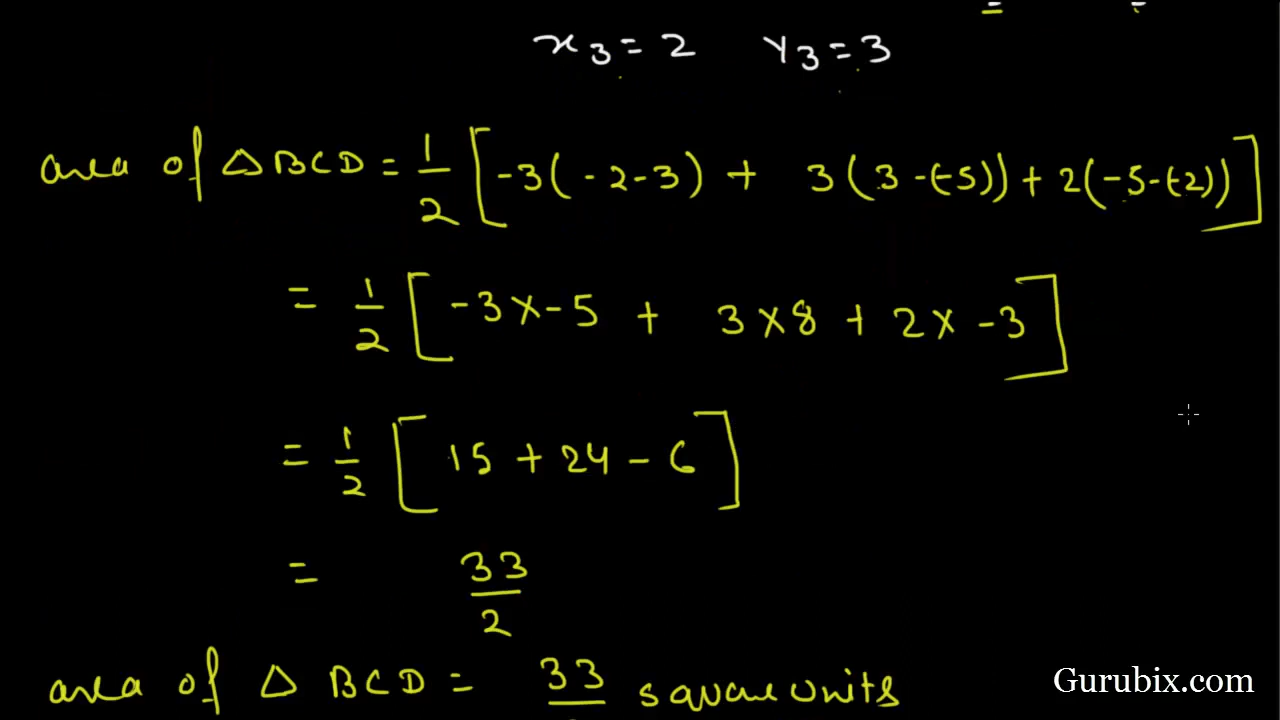 x₃ = 2 y₃ = 3
area of △ BCD = 1/2 [ -3 ( -2 - 3 ) + 3 ( 3 - (-5)) + 2 ( -5 - (-2)) ]
= 1/2 [ -3 × -5 + 3 × 8 + 2 × -3 ]
= 1/2 [ 15 + 24 - 6 ]
= 33/2
area of △ BCD = 33 square units
Gurubix.com